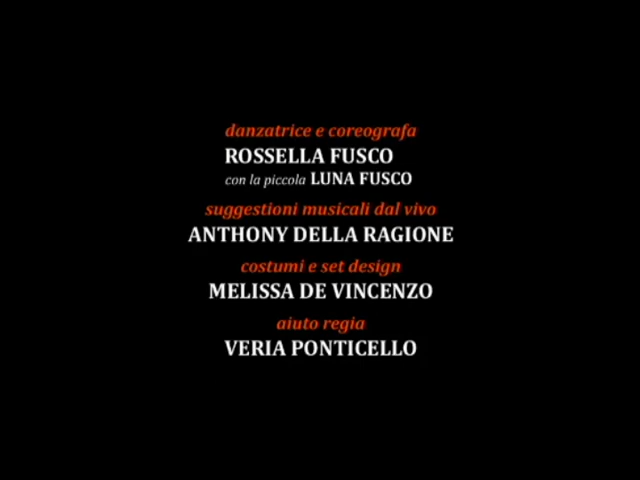 danzatrice e coreografa
ROSSELLA FUSCO
con la piccola LUNA FUSCO
suggestioni musicali dal vivo
ANTHONY DELLA RAGIONE
costumi e set design
MELISSA DE VINCENZO
aiuto regia
VERIA PONTICELLO